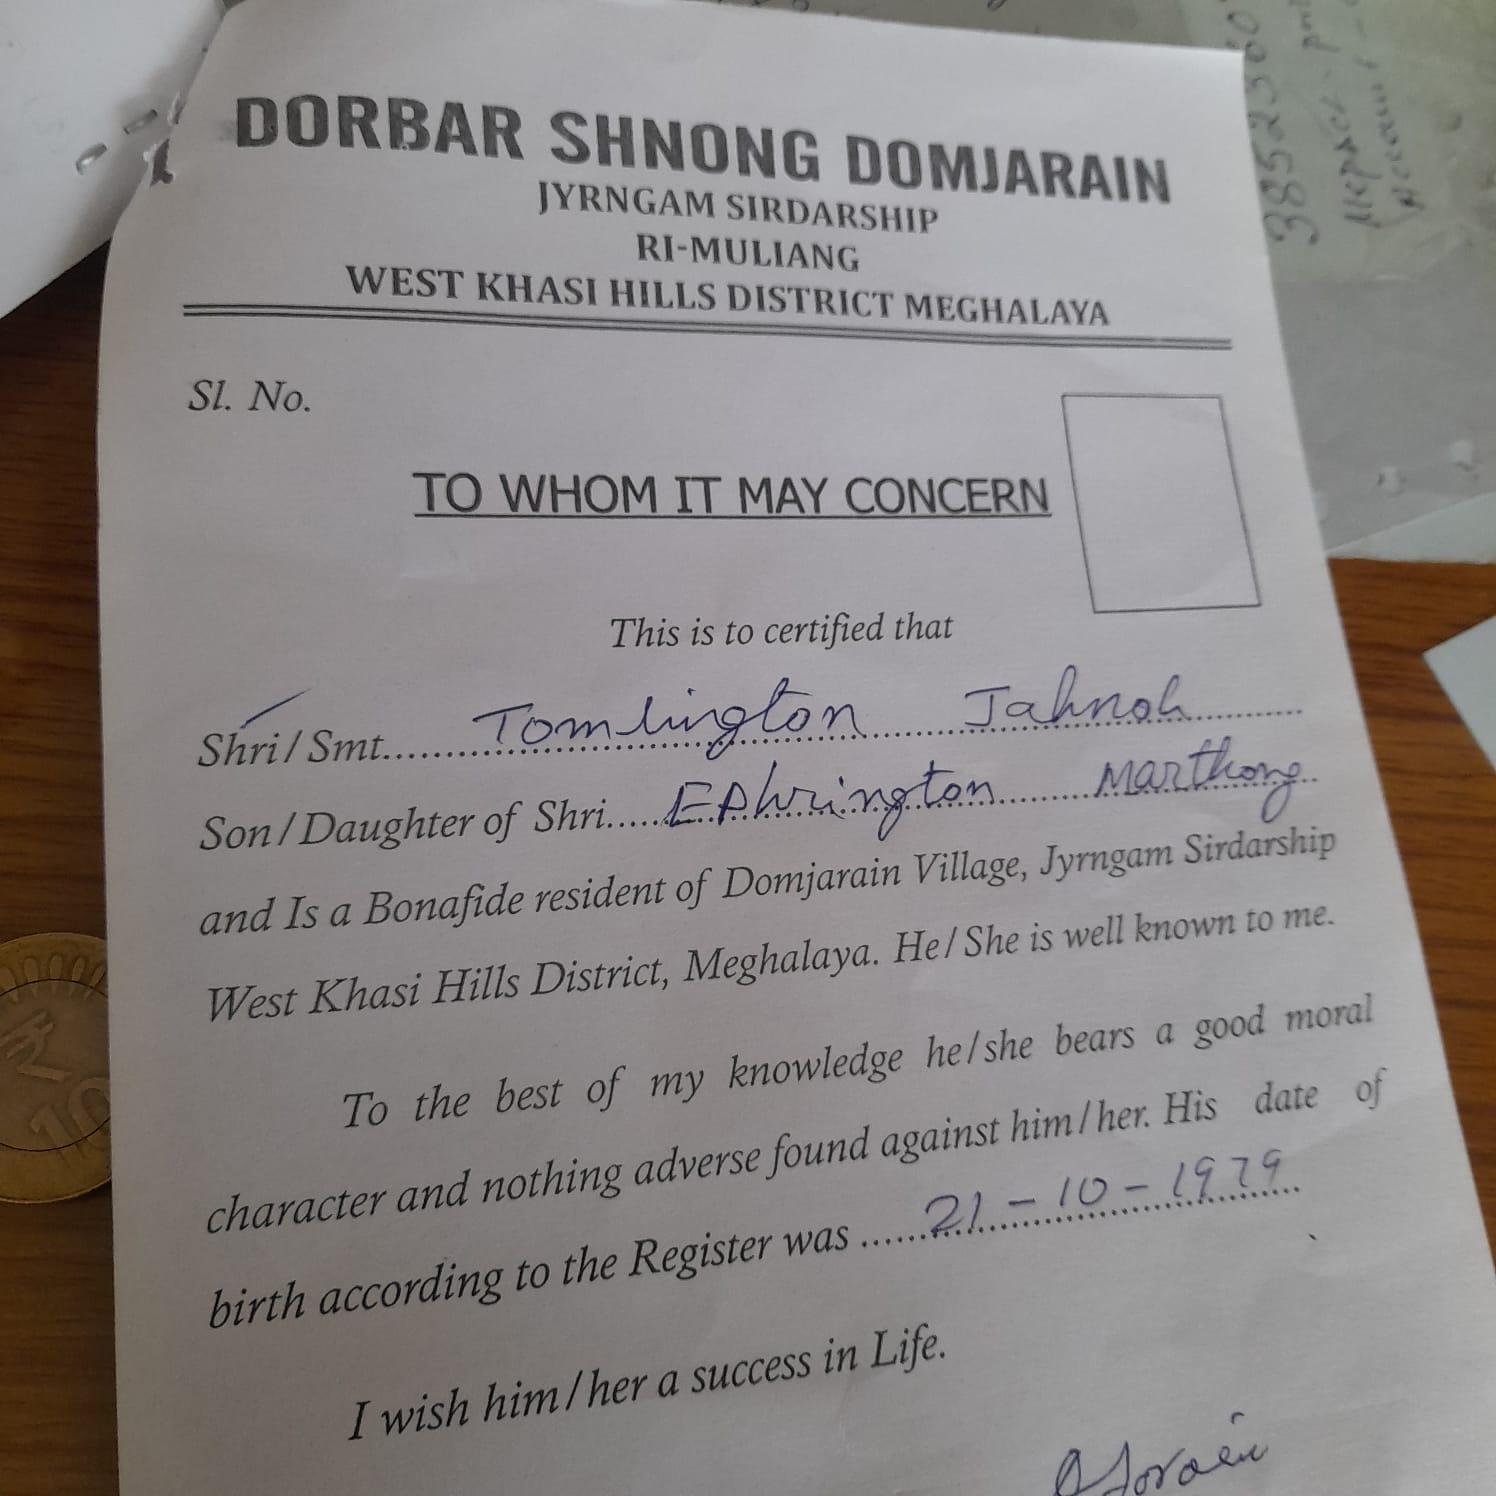 DORBAR SHNONG DOMJARAIN
JYRNGAM SIRDARSHIP
RI-MULIANG
WEST KHASI HILLS DISTRICT MEGHALAYA
Sl. No.
TO WHOM IT MAY CONCERN
This is to certified that
Shri/Smt........Tomlington Jahnoh........
Son/Daughter of Shri.....Ephrington Marthong..
and Is a Bonafide resident of Domjarain Village, Jyrngam Sirdarship
West Khasi Hills District, Meghalaya. He/She is well known to me.
To the best of my knowledge he/she bears a good moral
character and nothing adverse found against him/her. His date of
birth according to the Register was ......21-10-1979..
I wish him/her a success in Life.
₹
10